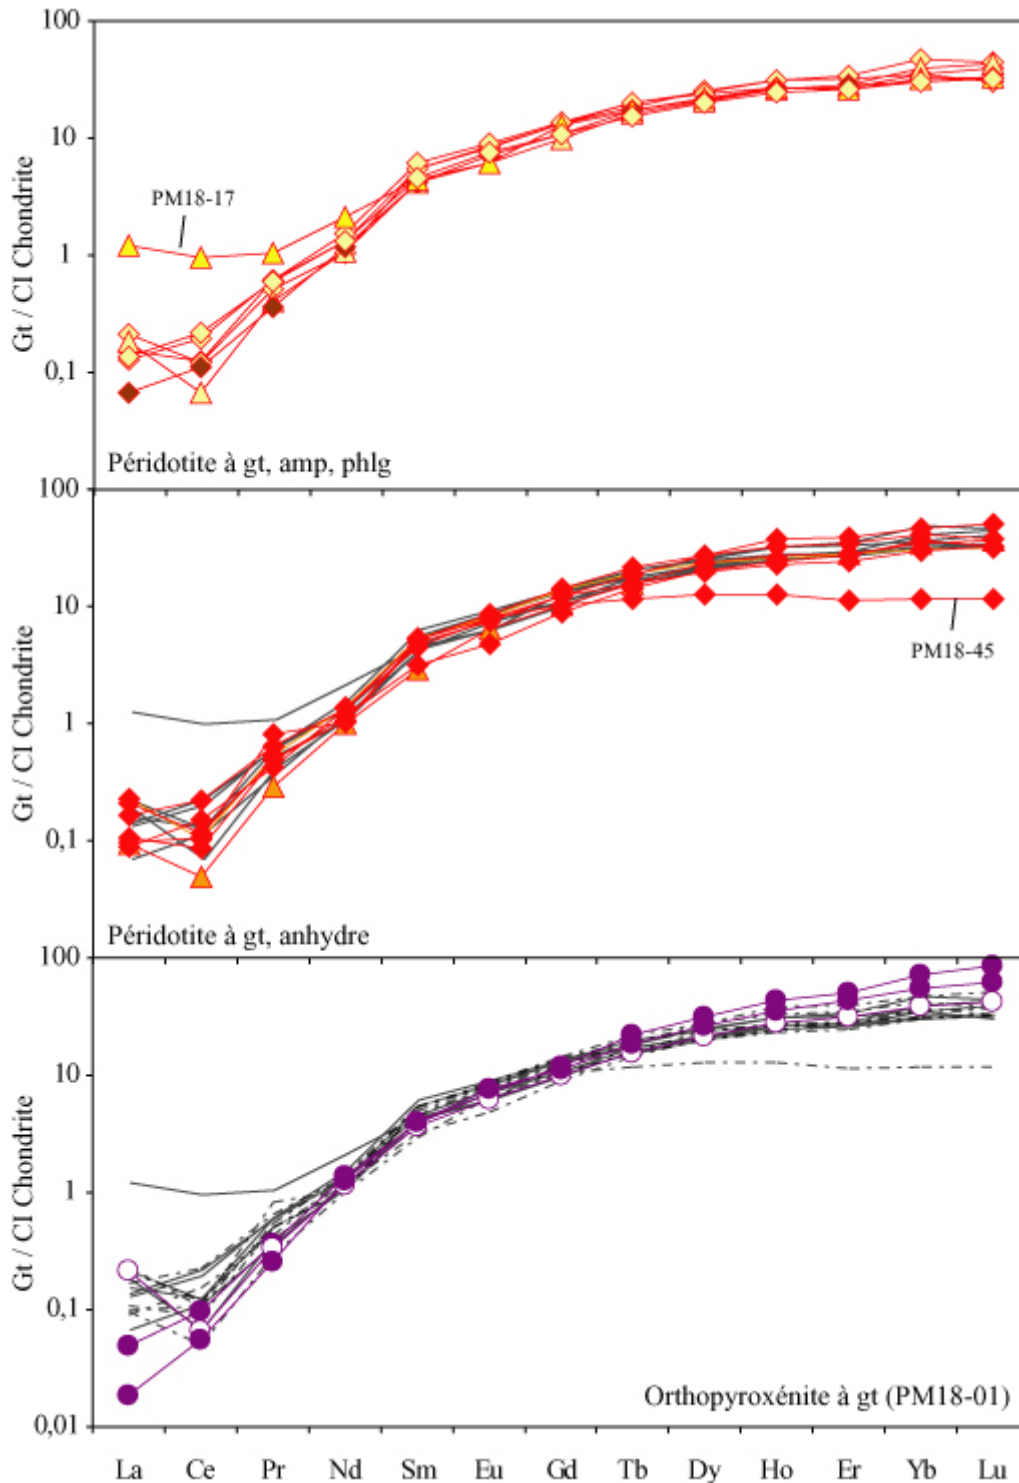 100
10
1
0,1
Gt / CI Chondrite
PM18-17
Péridotite à gt, amp, phlg
100
10
1
0,1
Gt / CI Chondrite
PM18-45
Péridotite à gt, anhydre
100
10
1
0,1
0,01
Gt / CI Chondrite
Orthopyroxénite à gt (PM18-01)
La Ce Pr Nd Sm Eu Gd Tb Dy Ho Er Yb Lu